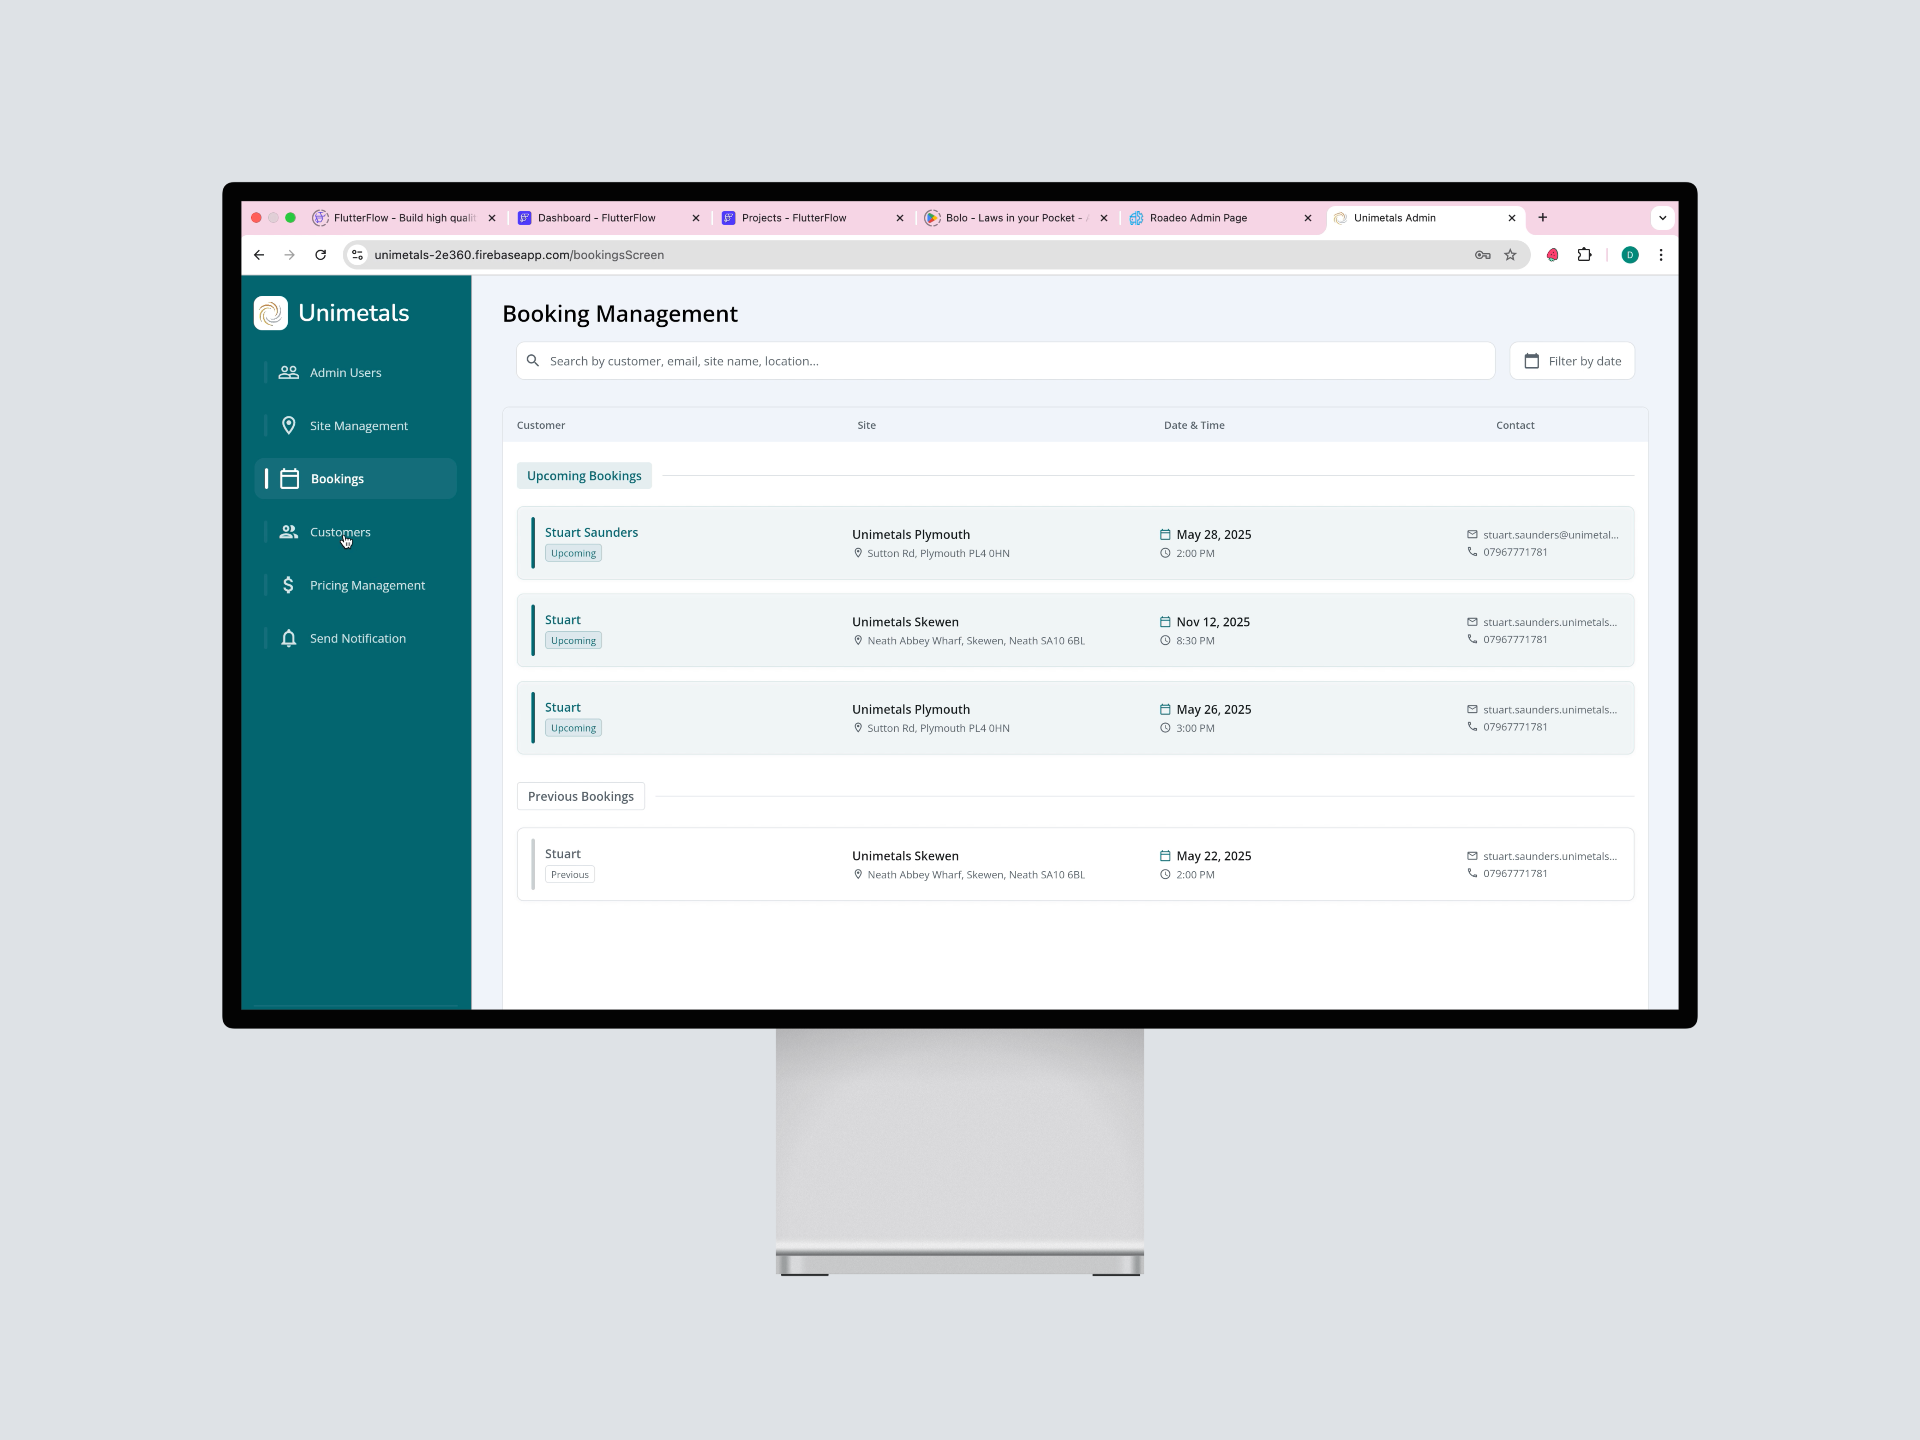 FlutterFlow - Build high qualit
Dashboard - FlutterFlow
Projects - FlutterFlow
Bolo - Laws in your Pocket -
Roadeo Admin Page
Unimetals Admin
unimetals-2e360.firebaseapp.com/bookingsScreen
D
Unimetals
Admin Users
Site Management
Bookings
Customers
Pricing Management
Send Notification
Booking Management
Search by customer, email, site name, location...
Filter by date
Customer Site Date & Time Contact
Upcoming Bookings
Stuart Saunders
Upcoming
Unimetals Plymouth
Sutton Rd, Plymouth PL4 0HN
May 28, 2025
2:00 PM
stuart.saunders@unimetal...
07967771781
Stuart
Upcoming
Unimetals Skewen
Neath Abbey Wharf, Skewen, Neath SA10 6BL
Nov 12, 2025
8:30 PM
stuart.saunders.unimetals...
07967771781
Stuart
Upcoming
Unimetals Plymouth
Sutton Rd, Plymouth PL4 0HN
May 26, 2025
3:00 PM
stuart.saunders.unimetals...
07967771781
Previous Bookings
Stuart
Previous
Unimetals Skewen
Neath Abbey Wharf, Skewen, Neath SA10 6BL
May 22, 2025
2:00 PM
stuart.saunders.unimetals...
07967771781